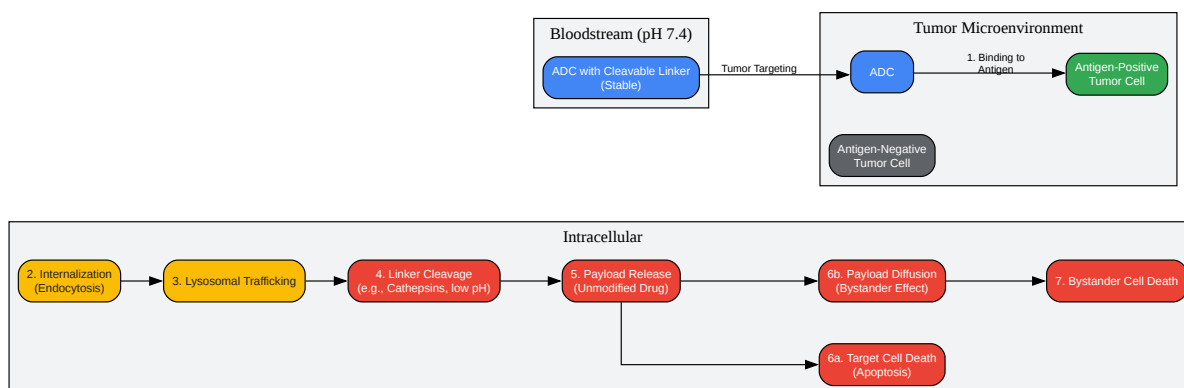 Bloodstream (pH 7.4)
ADC with Cleavable Linker
(Stable)
Tumor Targeting
Tumor Microenvironment
ADC
1. Binding to
Antigen
Antigen-Positive
Tumor Cell
Antigen-Negative
Tumor Cell
Intracellular
2. Internalization
(Endocytosis)
3. Lysosomal Trafficking
4. Linker Cleavage
(e.g., Cathepsins, low pH)
5. Payload Release
(Unmodified Drug)
6b. Payload Diffusion
(Bystander Effect)
7. Bystander Cell Death
6a. Target Cell Death
(Apoptosis)